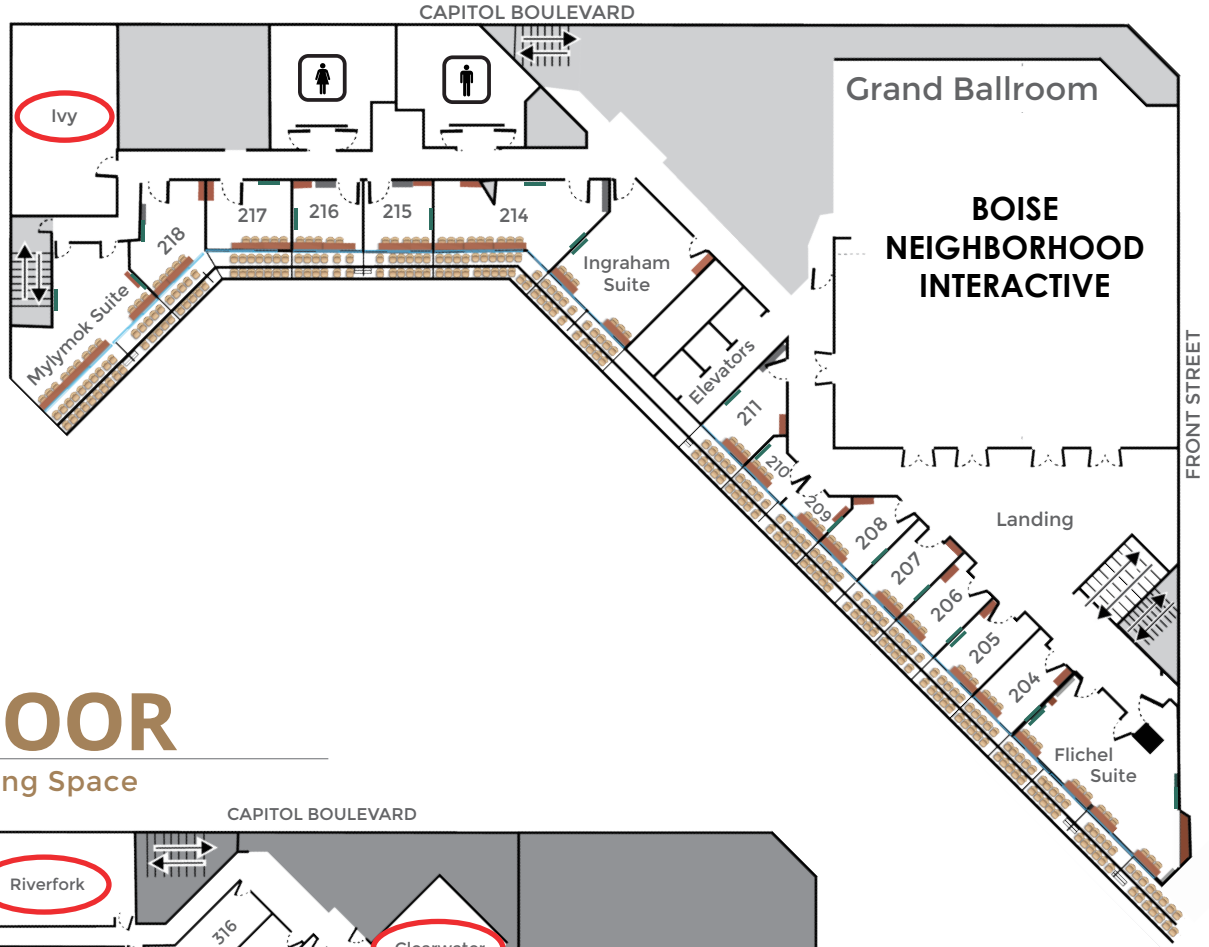 CAPITOL BOULEVARD
Grand Ballroom
Ivy
BOISE
NEIGHBORHOOD
INTERACTIVE
217
216
215
214
218
Ingraham
Suite
Mylymok Suite
Elevators
FRONT STREET
211
210
209
208
207
206
205
204
Landing
Flichel
Suite
OOR
ng Space
CAPITOL BOULEVARD
Riverfork
316
Clearwater